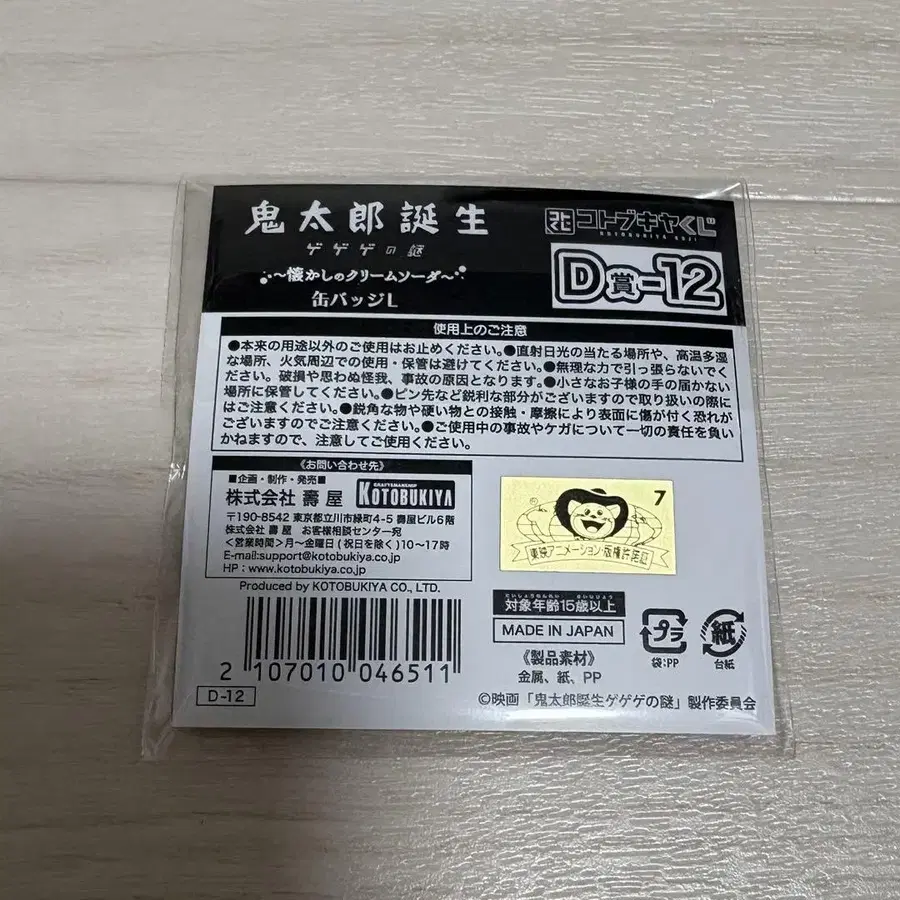 鬼太郎誕生
ゲゲゲの謎
～懐かしのクリームソーダ～
缶バッジL
コトブキヤくじ
KOTOBUKIYA KUJI
D賞-12
使用上のご注意
●本来の用途以外のご使用はお止めください。●直射日光の当たる場所や、高温多湿
な場所、火気周辺での使用・保管は避けてください。●無理な力で引っ張らないでく
ださい。破損や思わぬ怪我、事故の原因となります。●小さなお子様の手の届かない
場所に保管してください。●ピン先など鋭利な部分がございますので取り扱いの際に
はご注意ください。●鋭角な物や硬い物との接触・摩擦により表面に傷が付く恐れが
ございますのでご注意ください。●ご使用中の事故やケガについて一切の責任を負い
かねますので、注意してご使用ください。
《お問い合わせ先》
■企画・制作・発売■
株式会社 壽屋
CRAFTSMANSHIP
KOTOBUKIYA
〒190-8542 東京都立川市緑町4-5 壽屋ビル6階
株式会社 壽屋 お客様相談センター宛
<営業時間>月～金曜日(祝日を除く)10～17時
E-mail:support@kotobukiya.co.jp
HP：www.kotobukiya.co.jp
Produced by KOTOBUKIYA CO., LTD.
2 107010 046511
D-12
7
東映アニメーション・版権許諾証
たいしょうねんれい さいいじょう
対象年齢15歳以上
MADE IN JAPAN
《製品素材》
金属、紙、PP
プラ
袋:PP
紙
台紙
©映画「鬼太郎誕生ゲゲゲの謎」製作委員会